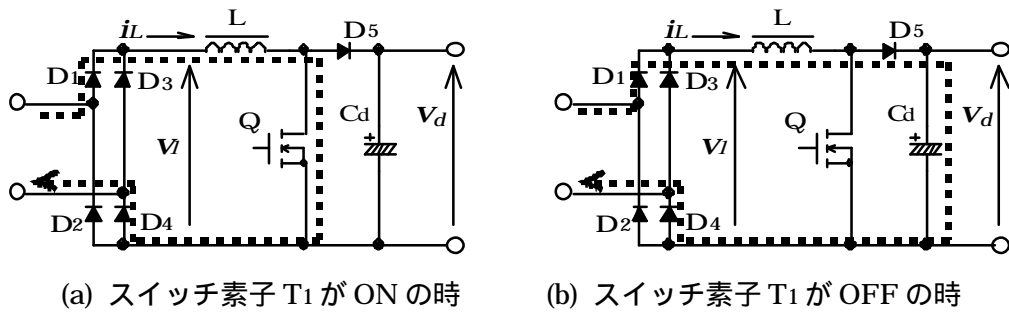 iL L D5
D1 D3
Q Cd
vl vd
D2 D4
(a) スイッチ素子 T1 が ON の時
iL L D5
D1 D3
Q Cd
vl vd
D2 D4
(b) スイッチ素子 T1 が OFF の時